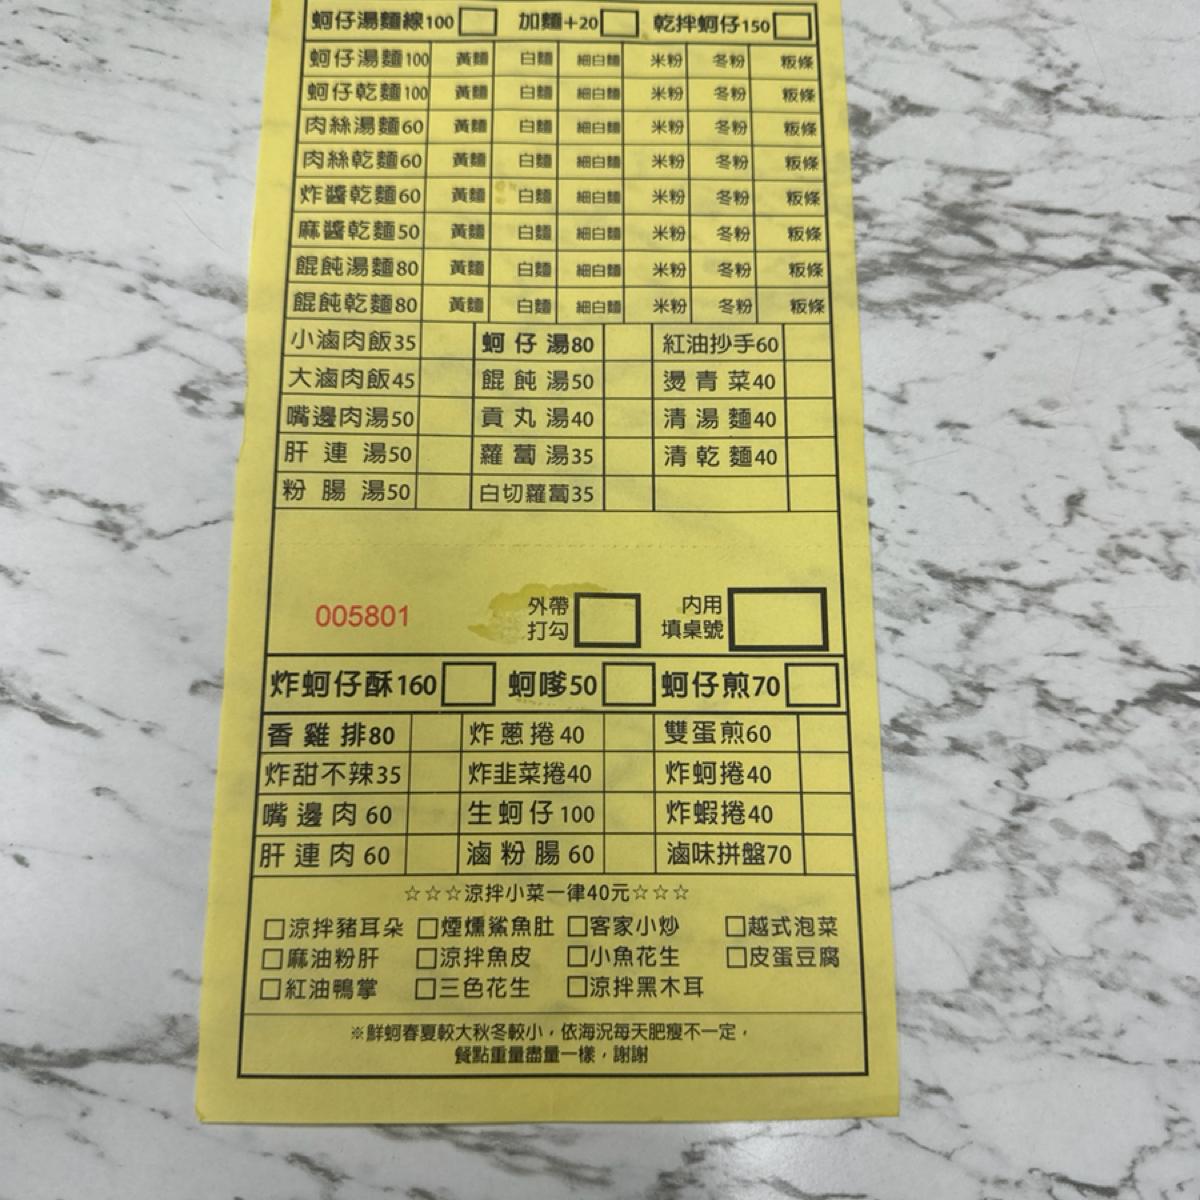 蚵仔湯麵線100 加麵+20 乾拌蚵仔150
蚵仔湯麵100 黃麵 白麵 細白麵 米粉 冬粉 粄條
蚵仔乾麵100 黃麵 白麵 細白麵 米粉 冬粉 粄條
肉絲湯麵60 黃麵 白麵 細白麵 米粉 冬粉 粄條
肉絲乾麵60 黃麵 白麵 細白麵 米粉 冬粉 粄條
炸醬乾麵60 黃麵 白麵 細白麵 米粉 冬粉 粄條
麻醬乾麵50 黃麵 白麵 細白麵 米粉 冬粉 粄條
餛飩湯麵80 黃麵 白麵 細白麵 米粉 冬粉 粄條
餛飩乾麵80 黃麵 白麵 細白麵 米粉 冬粉 粄條
小滷肉飯35 蚵仔湯80 紅油抄手60
大滷肉飯45 餛飩湯50 燙青菜40
嘴邊肉湯50 貢丸湯40 清湯麵40
肝連湯50 蘿蔔湯35 清乾麵40
粉腸湯50 白切蘿蔔35
005801 外帶 內用
打勾 填桌號
炸蚵仔酥160 蚵嗲50 蚵仔煎70
香雞排80 炸蔥捲40 雙蛋煎60
炸甜不辣35 炸韭菜捲40 炸蚵捲40
嘴邊肉60 生蚵仔100 炸蝦捲40
肝連肉60 滷粉腸60 滷味拼盤70
☆☆☆涼拌小菜一律40元☆☆☆
□涼拌豬耳朵 □煙燻鯊魚肚 □客家小炒 □越式泡菜
□麻油粉肝 □涼拌魚皮 □小魚花生 □皮蛋豆腐
□紅油鴨掌 □三色花生 □涼拌黑木耳
※鮮蚵春夏較大秋冬較小，依海況每天肥瘦不一定，
餐點重量盡量一樣，謝謝